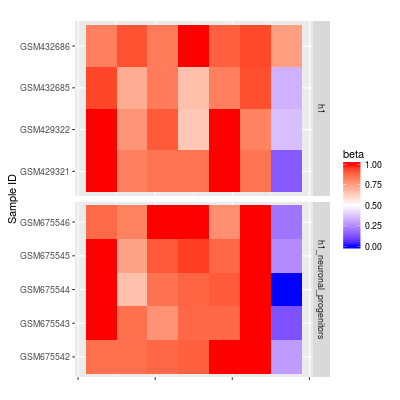 GSM432686
GSM432685
GSM429322
GSM429321
h1
GSM675546
GSM675545
GSM675544
GSM675543
GSM675542
h1_neuronal_progenitors
Sample ID
beta
1.00
0.75
0.50
0.25
0.00